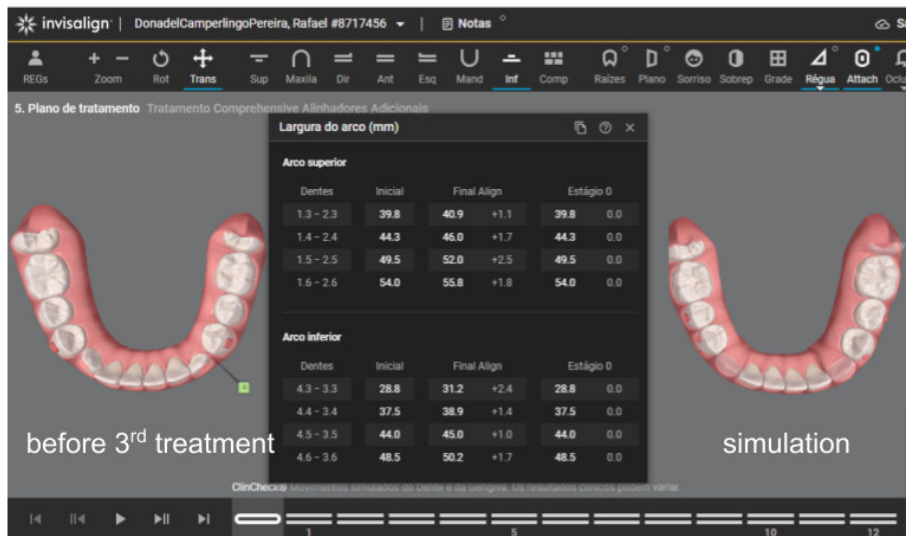 invisalign | DonadelCamperlingoPereira, Rafael #8717456 | Notas
REGs Zoom Rot Trans Sup Maxila Dir Ant Esq Mand Inf Comp Raízes Plano Sorriso Sobrep Grade Régua Attach
5. Plano de tratamento Tratamento Comprehensive Alinhadores Adicionais
Largura do arco (mm)
Arco superior
Dentes Inicial Final Align Estágio 0
1.3 – 2.3 39.8 40.9 +1.1 39.8 0.0
1.4 – 2.4 44.3 46.0 +1.7 44.3 0.0
1.5 – 2.5 49.5 52.0 +2.5 49.5 0.0
1.6 – 2.6 54.0 55.8 +1.8 54.0 0.0
Arco inferior
Dentes Inicial Final Align Estágio 0
4.3 – 3.3 28.8 31.2 +2.4 28.8 0.0
4.4 – 3.4 37.5 38.9 +1.4 37.5 0.0
4.5 – 3.5 44.0 45.0 +1.0 44.0 0.0
4.6 – 3.6 48.5 50.2 +1.7 48.5 0.0
before 3rd treatment
simulation
ClinCheck® Movimentos simulados do Dente e da Gengiva. Os resultados clínicos podem variar.
1 5 10 12